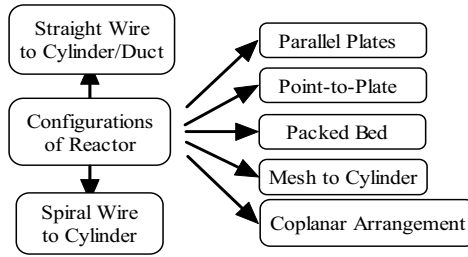 Straight Wire
to Cylinder/Duct
Configurations
of Reactor
Spiral Wire
to Cylinder
Parallel Plates
Point-to-Plate
Packed Bed
Mesh to Cylinder
Coplanar Arrangement